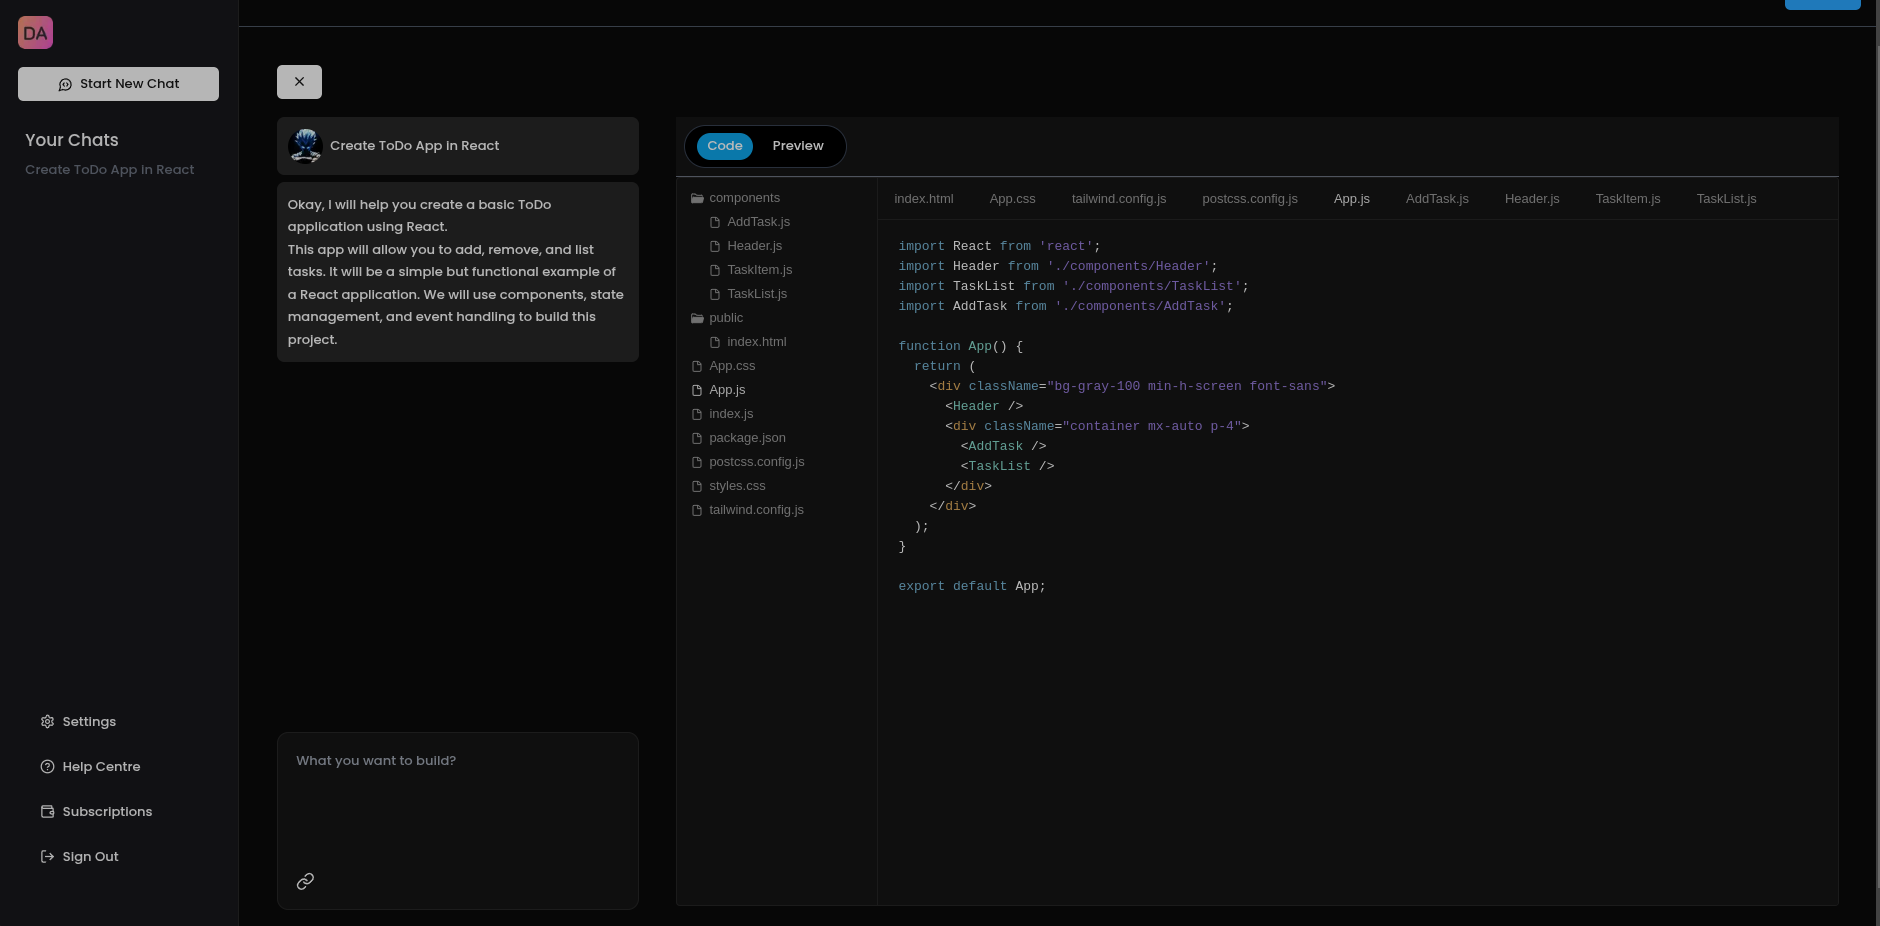 DA
Start New Chat
Your Chats
Create ToDo App in React
Settings
Help Centre
Subscriptions
Sign Out
Create ToDo App in React
Okay, I will help you create a basic ToDo
application using React.
This app will allow you to add, remove, and list
tasks. It will be a simple but functional example of
a React application. We will use components, state
management, and event handling to build this
project.
What you want to build?
Code Preview
components
AddTask.js
Header.js
TaskItem.js
TaskList.js
public
index.html
App.css
App.js
index.js
package.json
postcss.config.js
styles.css
tailwind.config.js
index.html App.css tailwind.config.js postcss.config.js App.js AddTask.js Header.js TaskItem.js TaskList.js
import React from 'react';
import Header from './components/Header';
import TaskList from './components/TaskList';
import AddTask from './components/AddTask';
function App() {
  return (
    <div className="bg-gray-100 min-h-screen font-sans">
      <Header />
      <div className="container mx-auto p-4">
        <AddTask />
        <TaskList />
      </div>
    </div>
  );
}
export default App;